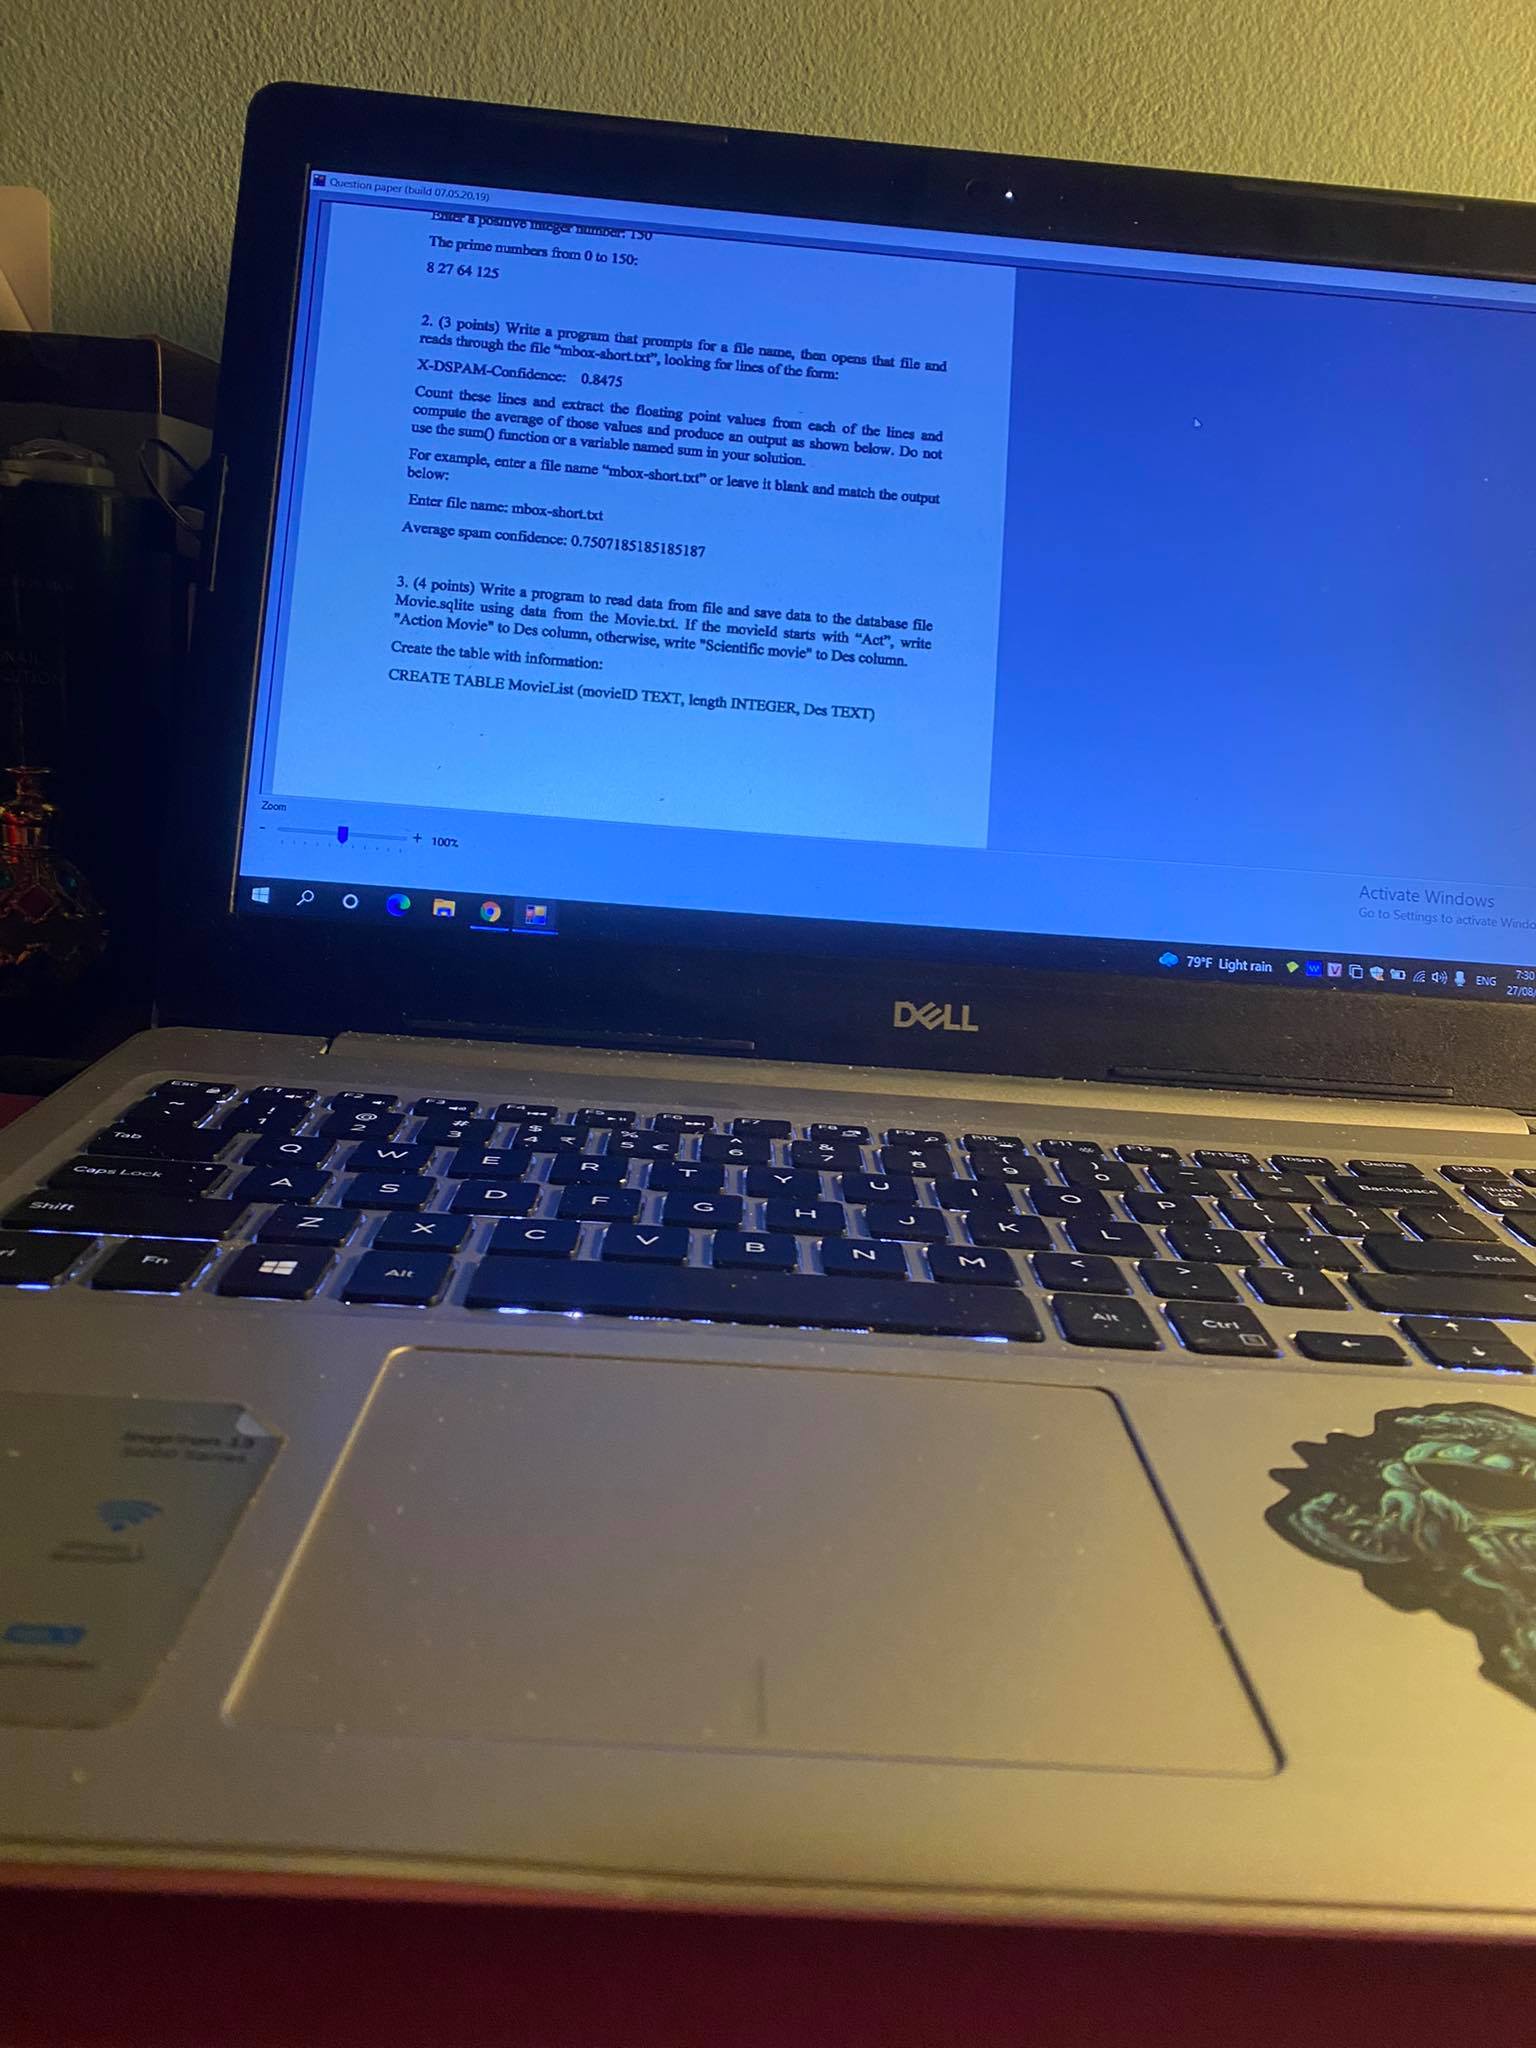 Question paper (build 07.05.20.19)
Enter a positive integer number: 150
The prime numbers from 0 to 150:
8 27 64 125
2. (3 points) Write a program that prompts for a file name, then opens that file and
reads through the file “mbox-short.txt”, looking for lines of the form:
X-DSPAM-Confidence: 0.8475
Count these lines and extract the floating point values from each of the lines and
compute the average of those values and produce an output as shown below. Do not
use the sum() function or a variable named sum in your solution.
For example, enter a file name “mbox-short.txt” or leave it blank and match the output
below:
Enter file name: mbox-short.txt
Average spam confidence: 0.7507185185185187
3. (4 points) Write a program to read data from file and save data to the database file
Movie.sqlite using data from the Movie.txt. If the movieId starts with “Act”, write
"Action Movie" to Des column, otherwise, write "Scientific movie" to Des column.
Create the table with information:
CREATE TABLE MovieList (movieID TEXT, length INTEGER, Des TEXT)
Zoom
- + 100%
Activate Windows
Go to Settings to activate Windo
79°F Light rain ENG 7:30
27/08/
DELL
Esc F1 F2 F3 F4 F5 F6 F7 F8 F9 F10 F11 F12 PrtScr Insert Delete PgUp
~ ` ! 1 @ 2 # 3 $ 4 ₹ % 5 € ^ 6 & 7 * 8 ( 9 ) 0 - + = Backspace Num Lock
Tab Q W E R T Y U I O P { } \
Caps Lock A S D F G H J K L : ; " Enter
Shift Z X C V B N M < , > . ? /
Fn Alt Alt Ctrl